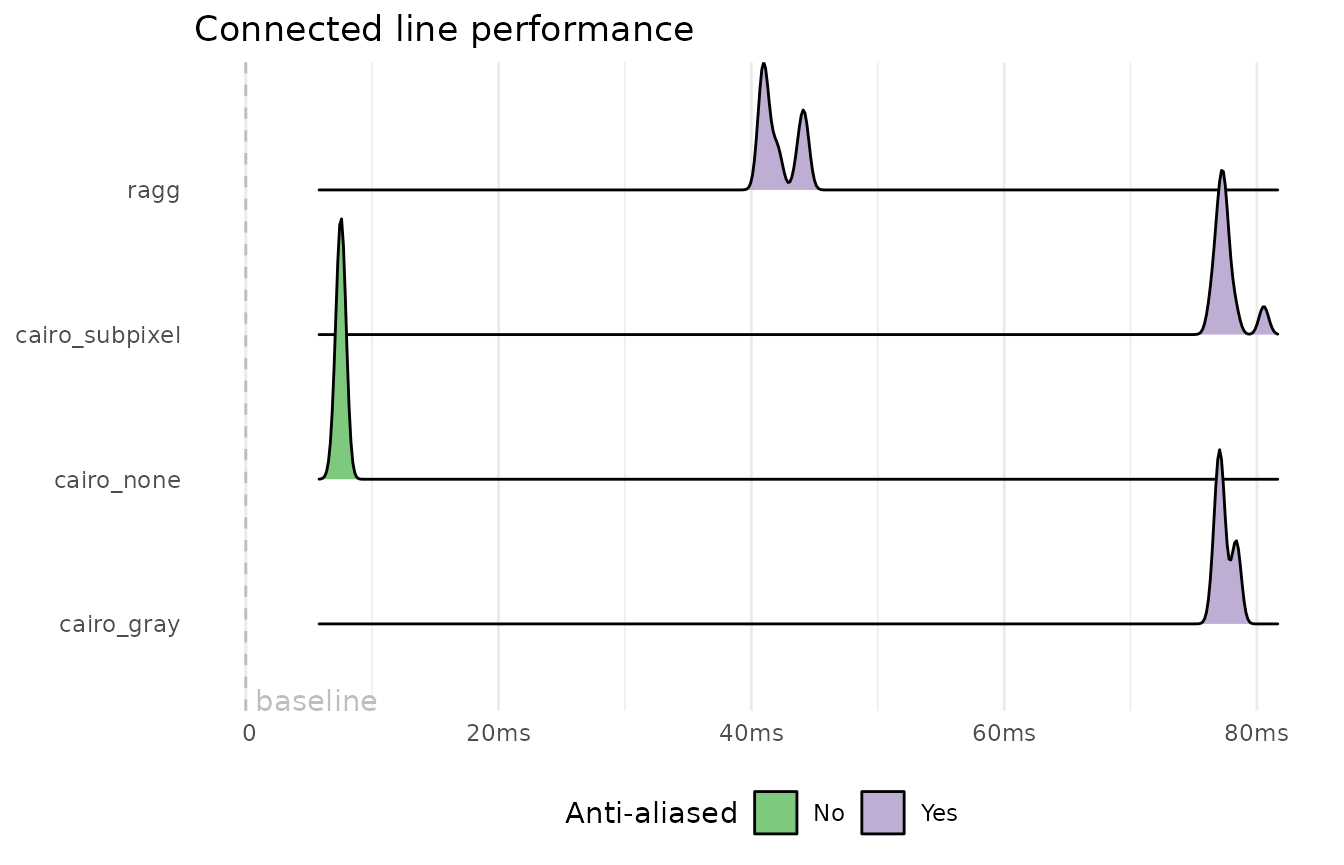 Connected line performance
ragg
cairo_subpixel
cairo_none
cairo_gray
baseline
0 20ms 40ms 60ms 80ms
Anti-aliased No Yes